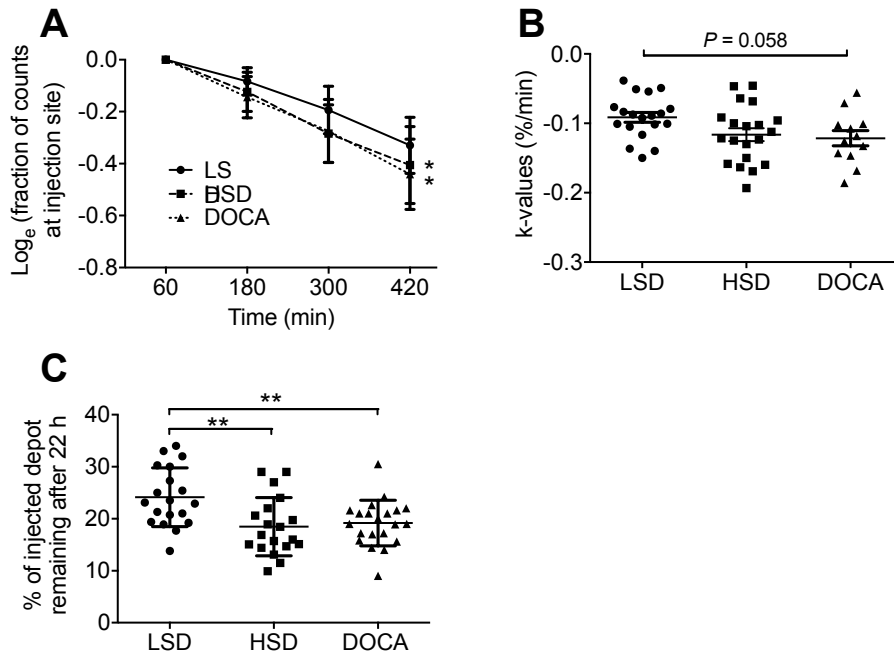 A
Log_e (fraction of counts
at injection site)
0.0
-0.2
-0.4
-0.6
-0.8
LS
D
HSD
DOCA
*
*
60 180 300 420
Time (min)
B
P = 0.058
k-values (%/min)
0.0
-0.1
-0.2
-0.3
LSD HSD DOCA
C
% of injected depot
remaining after 22 h
**
**
40
30
20
10
0
LSD HSD DOCA